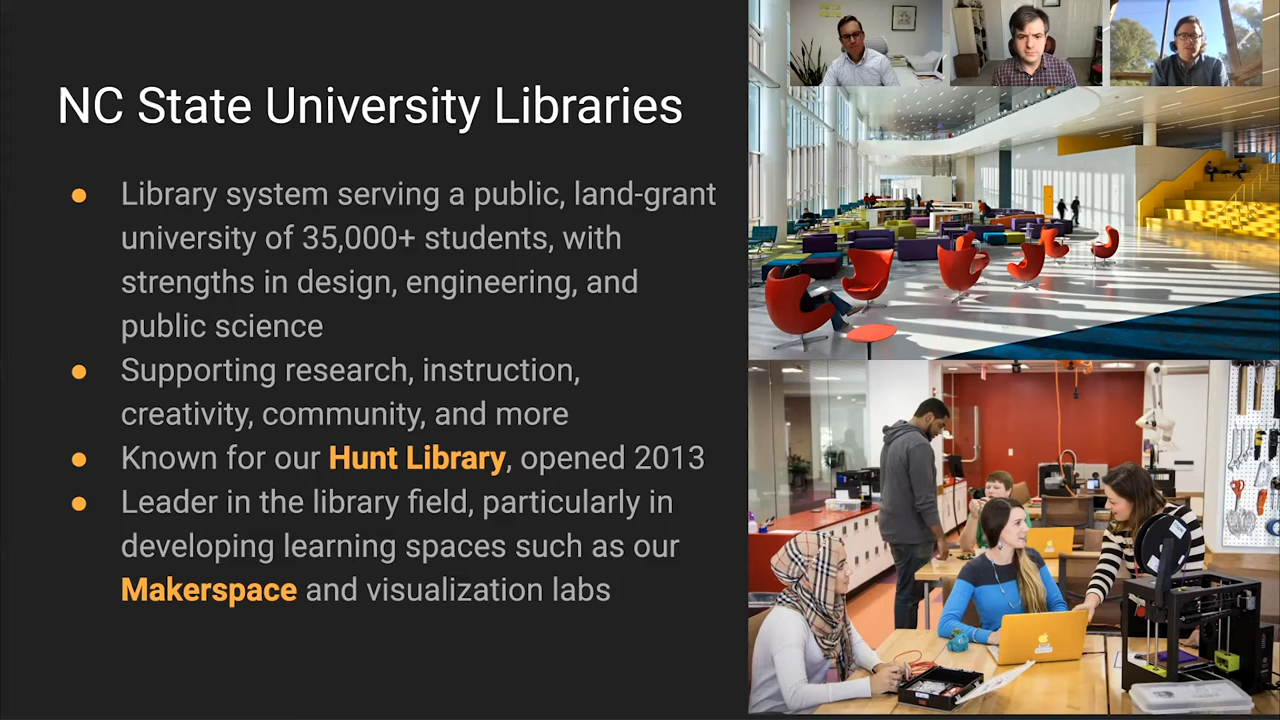 NC State University Libraries
● Library system serving a public, land-grant
university of 35,000+ students, with
strengths in design, engineering, and
public science
● Supporting research, instruction,
creativity, community, and more
● Known for our Hunt Library, opened 2013
● Leader in the library field, particularly in
developing learning spaces such as our
Makerspace and visualization labs